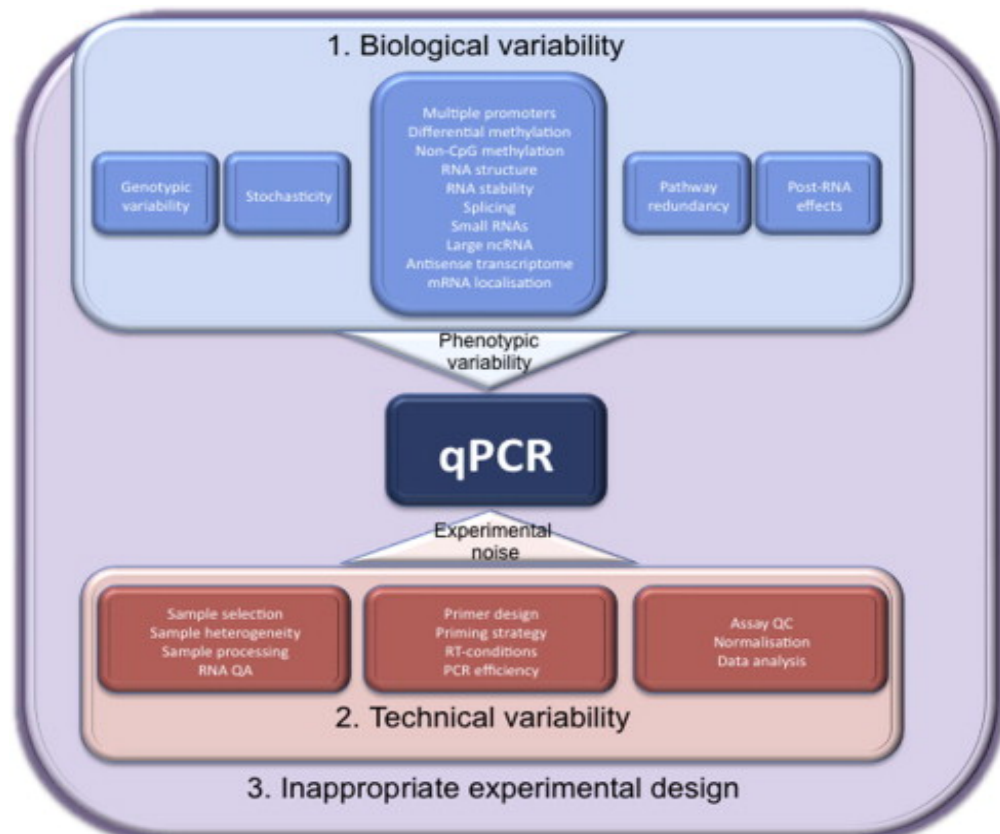 1. Biological variability
Genotypic
variability
Stochasticity
Multiple promoters
Differential methylation
Non-CpG methylation
RNA structure
RNA stability
Splicing
Small RNAs
Large ncRNA
Antisense transcriptome
mRNA localisation
Pathway
redundancy
Post-RNA
effects
Phenotypic
variability
qPCR
Experimental
noise
Sample selection
Sample heterogeneity
Sample processing
RNA QA
Primer design
Priming strategy
RT-conditions
PCR efficiency
Assay QC
Normalisation
Data analysis
2. Technical variability
3. Inappropriate experimental design